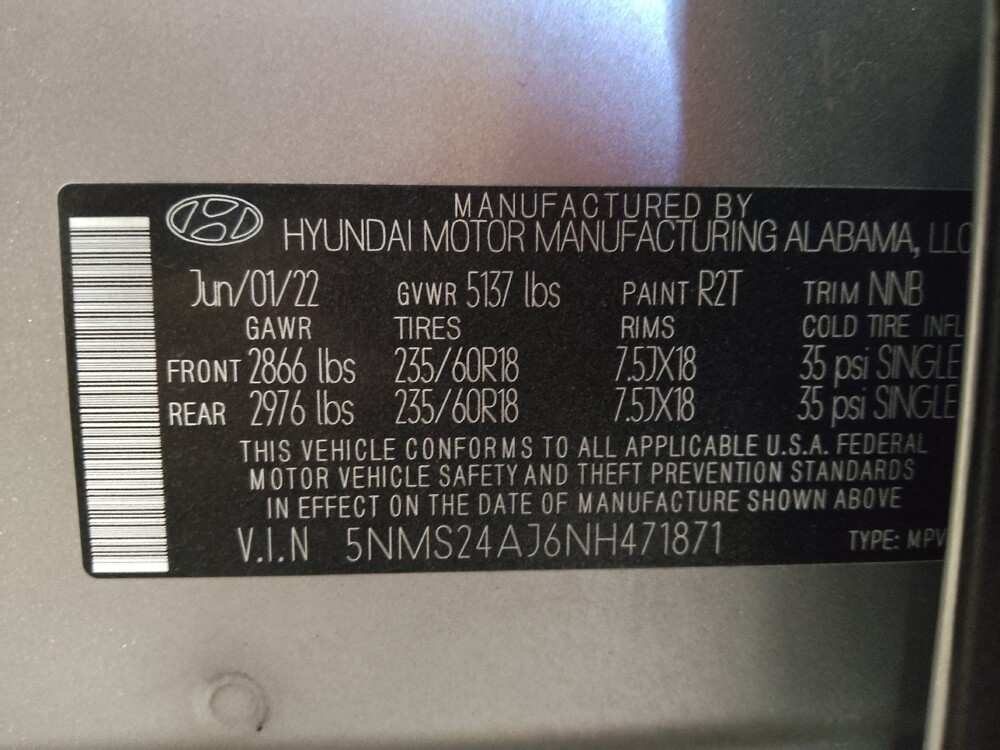 MANUFACTURED BY
HYUNDAI MOTOR MANUFACTURING ALABAMA, LLC
Jun/01/22 GVWR 5137 lbs PAINT R2T TRIM NNB
GAWR TIRES RIMS COLD TIRE INFL
FRONT 2866 lbs 235/60R18 7.5JX18 35 psi SINGLE
REAR 2976 lbs 235/60R18 7.5JX18 35 psi SINGLE
THIS VEHICLE CONFORMS TO ALL APPLICABLE U.S.A. FEDERAL
MOTOR VEHICLE SAFETY AND THEFT PREVENTION STANDARDS
IN EFFECT ON THE DATE OF MANUFACTURE SHOWN ABOVE
V.I.N 5NMS24AJ6NH471871 TYPE: MPV